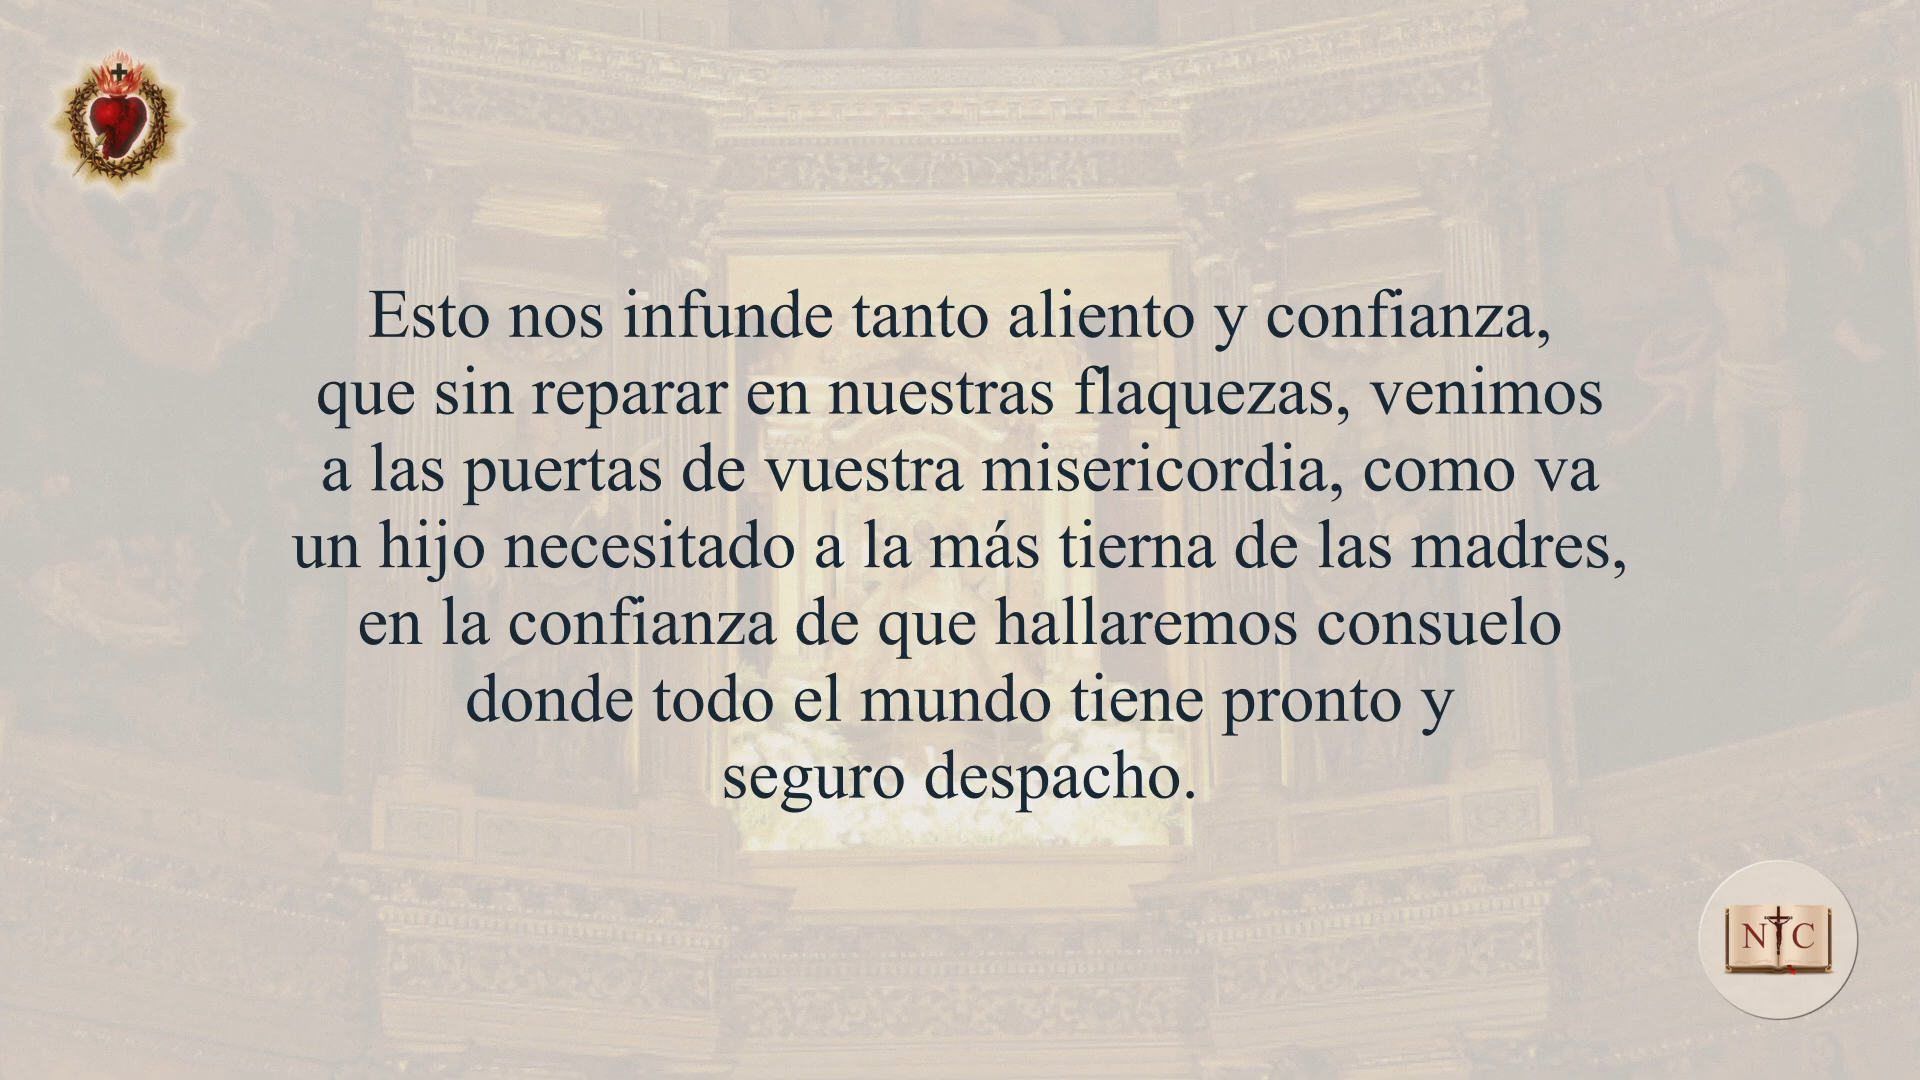 Esto nos infunde tanto aliento y confianza,
que sin reparar en nuestras flaquezas, venimos
a las puertas de vuestra misericordia, como va
un hijo necesitado a la más tierna de las madres,
en la confianza de que hallaremos consuelo
donde todo el mundo tiene pronto y
seguro despacho.
N C